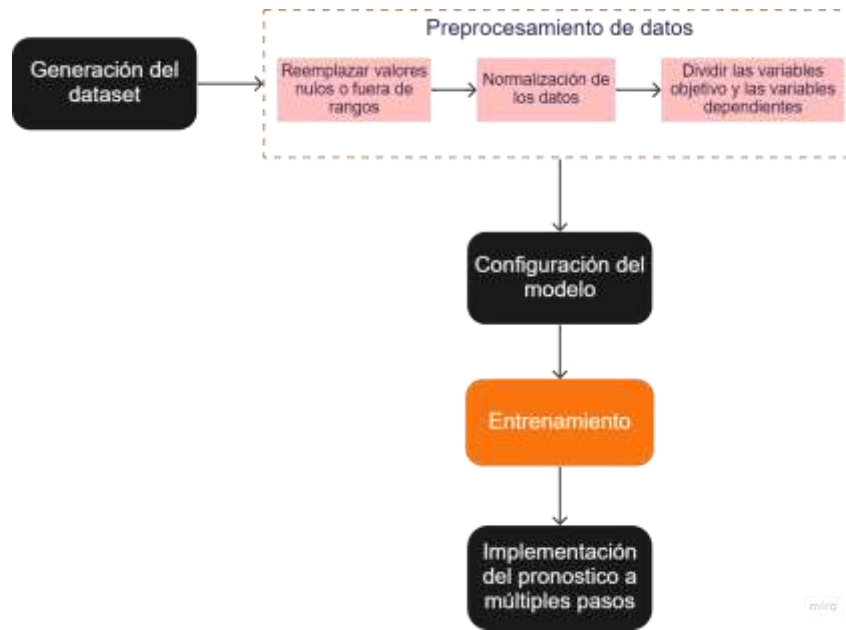 Preprocesamiento de datos
Generación del
dataset
Reemplazar valores
nulos o fuera de
rangos
Normalización de
los datos
Dividir las variables
objetivo y las variables
dependientes
Configuración del
modelo
Entrenamiento
Implementación
del pronostico a
múltiples pasos
miro